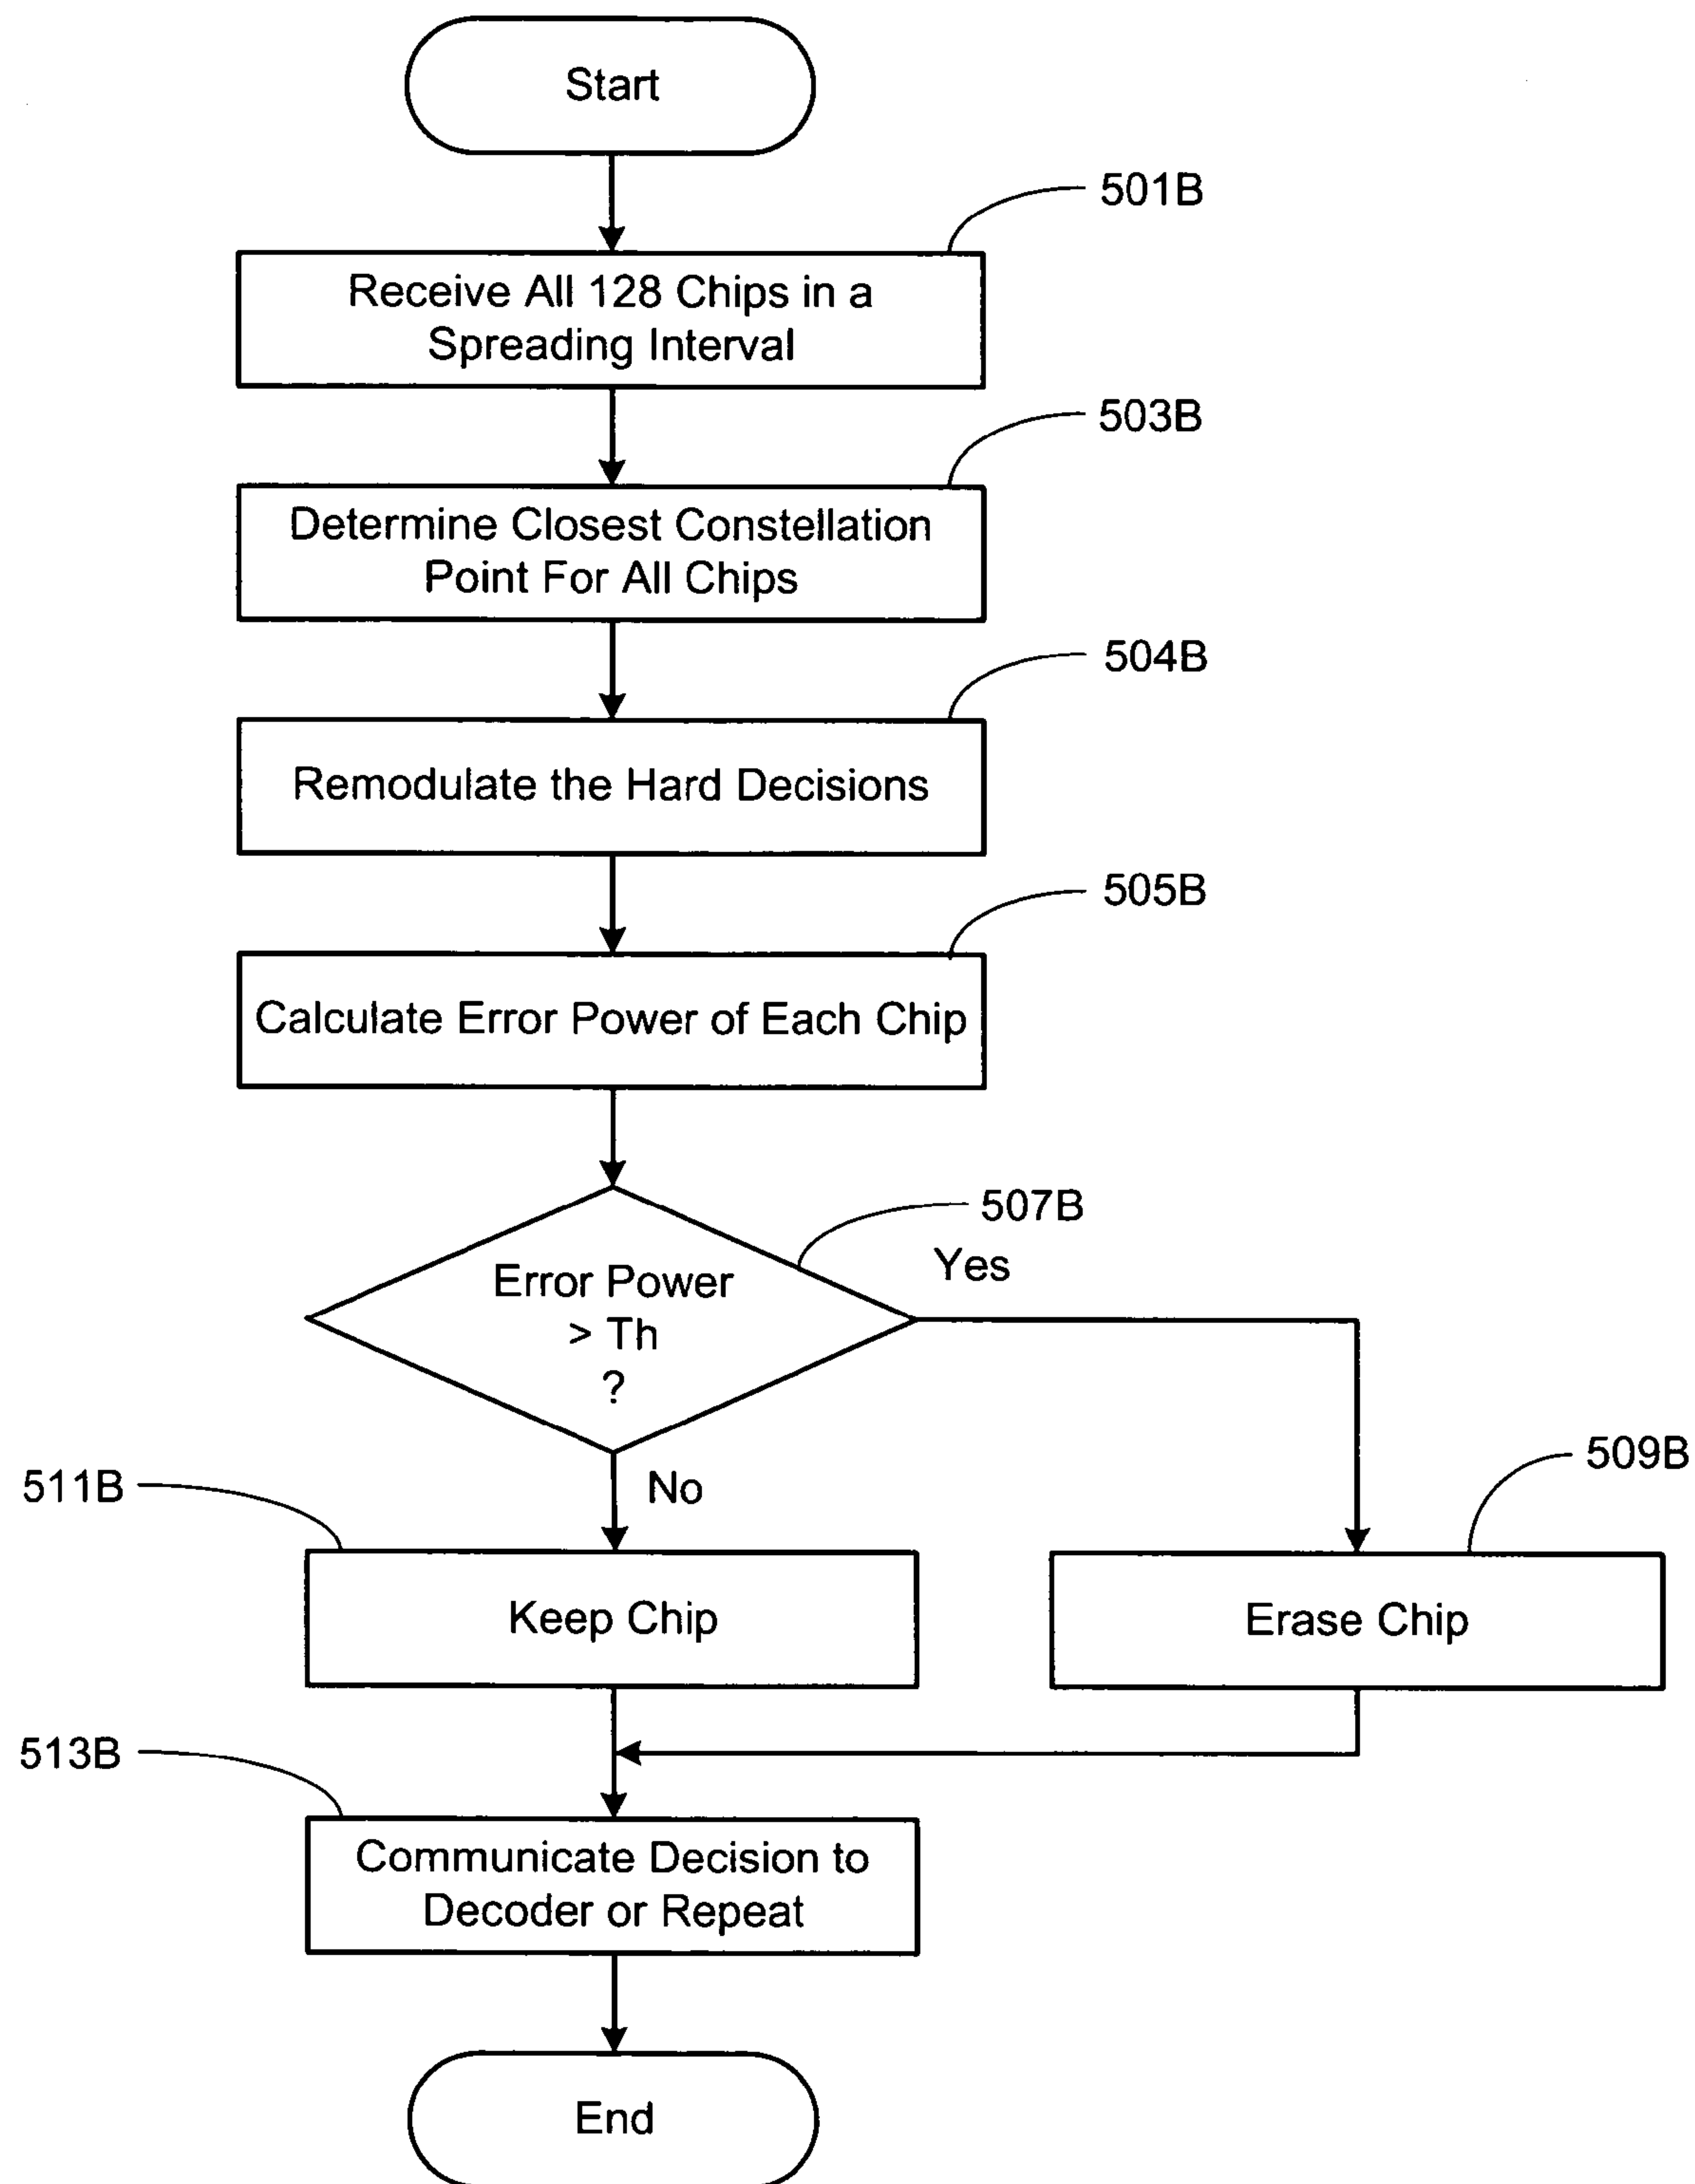 Start
501B
Receive All 128 Chips in a
Spreading Interval
503B
Determine Closest Constellation
Point For All Chips
504B
Remodulate the Hard Decisions
505B
Calculate Error Power of Each Chip
507B
Yes
Error Power
> Th
?
No
509B
511B
Keep Chip
Erase Chip
513B
Communicate Decision to
Decoder or Repeat
End